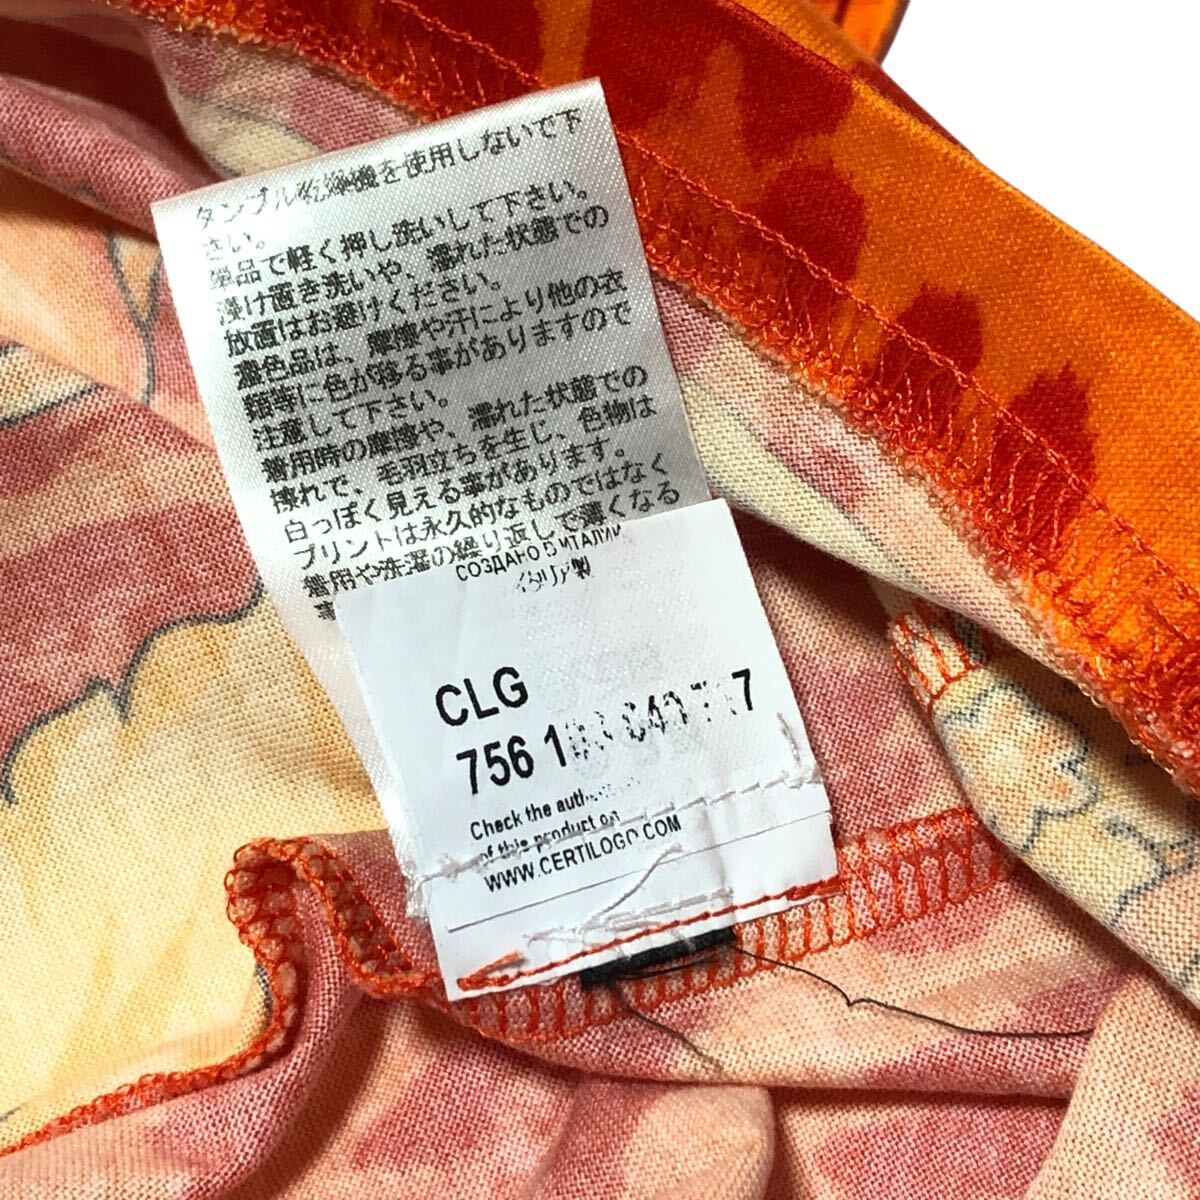 タンブル乾燥機を使用しないで下
さい。
単品で軽く押し洗いして下さい。
浸け置き洗いや、濡れた状態での
放置はお避けください。
濃色品は、摩擦や汗により他の衣
類等に色が移る事がありますので
注意して下さい。
着用時の摩擦や、濡れた状態での
擦れで、毛羽立ちを生じ、色物は
白っぽく見える事があります。
プリントは永久的なものではなく
着用や洗濯の繰り返しで薄くなる
СОЗДАНО В ИТАЛИИ
イタリア製
CLG
756
Check the
of this product on
WWW.CERTILOGO.COM